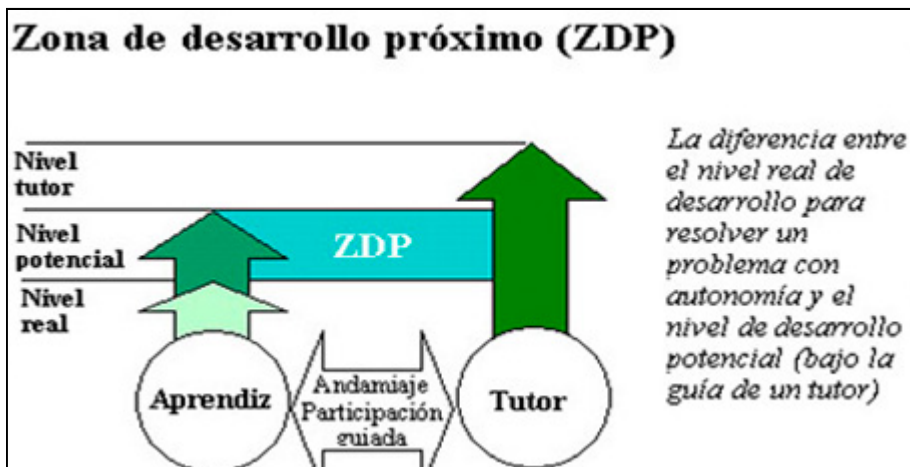 Zona de desarrollo próximo (ZDP)
Nivel
tutor
Nivel
potencial
Nivel
real
ZDP
Aprendiz
Andamiaje
Participación
guiada
Tutor
La diferencia entre
el nivel real de
desarrollo para
resolver un
problema con
autonomía y el
nivel de desarrollo
potencial (bajo la
guía de un tutor)